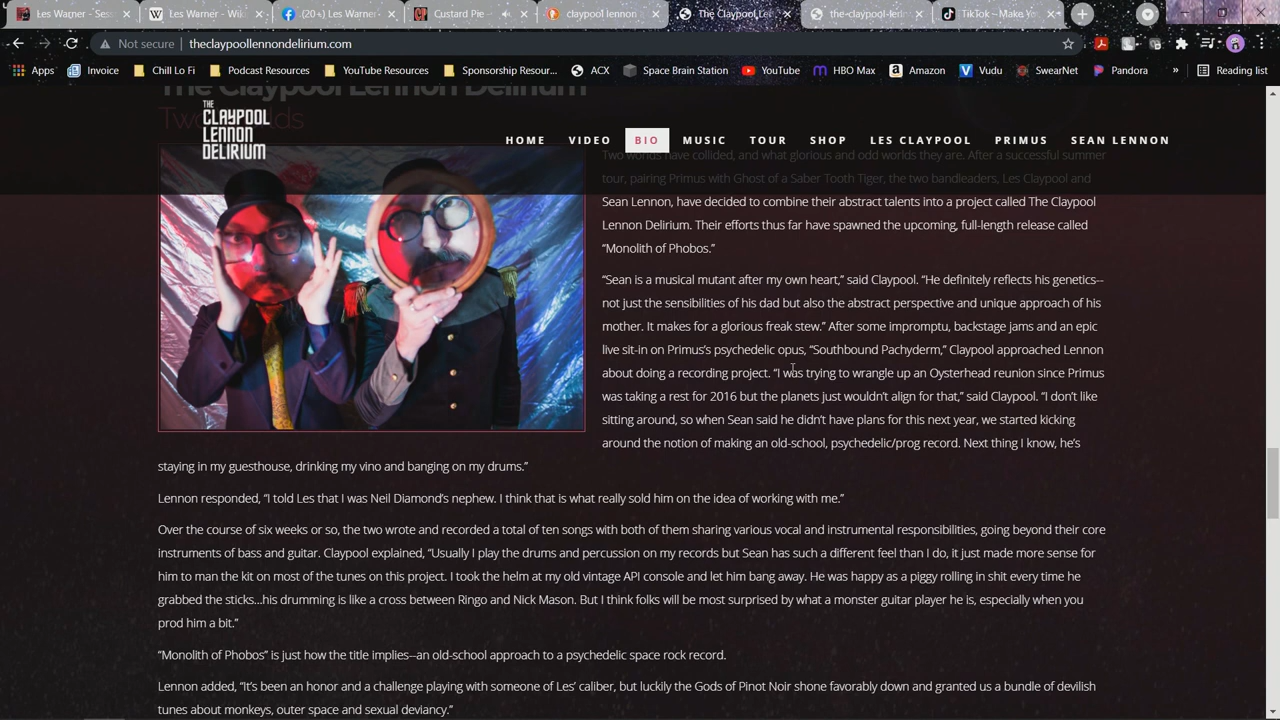 Les Warner - Ses
Les Warner - Wiki
(20+) Les Warner -
Custard Pie -
claypool lennon
The Claypool Le
the-claypool-len
TikTok - Make Yo
Not secure | theclaypoollennondelirium.com
Apps
Invoice
Chill Lo Fi
Podcast Resources
YouTube Resources
Sponsorship Resour...
ACX
Space Brain Station
YouTube
HBO Max
Amazon
Vudu
SwearNet
Pandora
»
Reading list
The Claypool Lennon Delirium
THE
CLAYPOOL
LENNON
DELIRIUM
HOME VIDEO BIO MUSIC TOUR SHOP LES CLAYPOOL PRIMUS SEAN LENNON
Two worlds have collided, and what glorious and odd worlds they are. After a successful summer
tour, pairing Primus with Ghost of a Saber Tooth Tiger, the two bandleaders, Les Claypool and
Sean Lennon, have decided to combine their abstract talents into a project called The Claypool
Lennon Delirium. Their efforts thus far have spawned the upcoming, full-length release called
“Monolith of Phobos.”
“Sean is a musical mutant after my own heart,” said Claypool. “He definitely reflects his genetics--
not just the sensibilities of his dad but also the abstract perspective and unique approach of his
mother. It makes for a glorious freak stew.” After some impromptu, backstage jams and an epic
live sit-in on Primus’s psychedelic opus, “Southbound Pachyderm,” Claypool approached Lennon
about doing a recording project. “I was trying to wrangle up an Oysterhead reunion since Primus
was taking a rest for 2016 but the planets just wouldn’t align for that,” said Claypool. “I don’t like
sitting around, so when Sean said he didn’t have plans for this next year, we started kicking
around the notion of making an old-school, psychedelic/prog record. Next thing I know, he’s
staying in my guesthouse, drinking my vino and banging on my drums.”
Lennon responded, “I told Les that I was Neil Diamond’s nephew. I think that is what really sold him on the idea of working with me.”
Over the course of six weeks or so, the two wrote and recorded a total of ten songs with both of them sharing various vocal and instrumental responsibilities, going beyond their core
instruments of bass and guitar. Claypool explained, “Usually I play the drums and percussion on my records but Sean has such a different feel than I do, it just made more sense for
him to man the kit on most of the tunes on this project. I took the helm at my old vintage API console and let him bang away. He was happy as a piggy rolling in shit every time he
grabbed the sticks...his drumming is like a cross between Ringo and Nick Mason. But I think folks will be most surprised by what a monster guitar player he is, especially when you
prod him a bit.”
“Monolith of Phobos” is just how the title implies--an old-school approach to a psychedelic space rock record.
Lennon added, “It’s been an honor and a challenge playing with someone of Les’ caliber, but luckily the Gods of Pinot Noir shone favorably down and granted us a bundle of devilish
tunes about monkeys, outer space and sexual deviancy.”